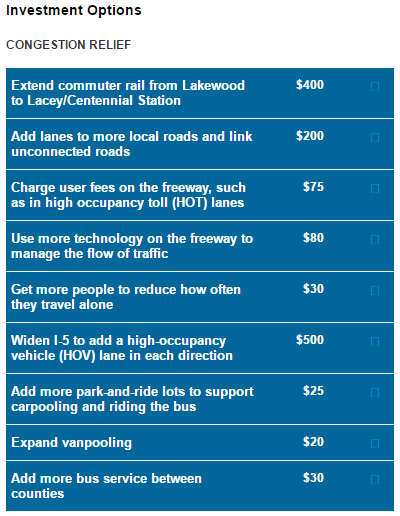 Investment Options
CONGESTION RELIEF
Extend commuter rail from Lakewood $400
to Lacey/Centennial Station
Add lanes to more local roads and link $200
unconnected roads
Charge user fees on the freeway, such $75
as in high occupancy toll (HOT) lanes
Use more technology on the freeway to $80
manage the flow of traffic
Get more people to reduce how often $30
they travel alone
Widen I-5 to add a high-occupancy $500
vehicle (HOV) lane in each direction
Add more park-and-ride lots to support $25
carpooling and riding the bus
Expand vanpooling $20
Add more bus service between $30
counties